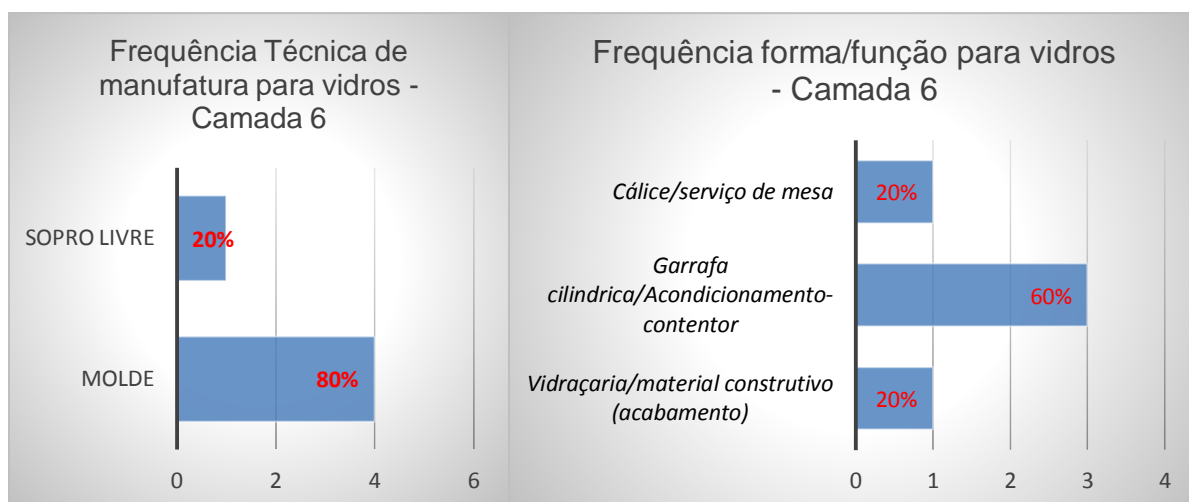 Frequência Técnica de
manufatura para vidros -
Camada 6
SOPRO LIVRE
20%
MOLDE
80%
0 2 4 6
Frequência forma/função para vidros
- Camada 6
Cálice/serviço de mesa
20%
Garrafa
cilindrica/Acondicionamento-
contentor
60%
Vidraçaria/material construtivo
(acabamento)
20%
0 1 2 3 4